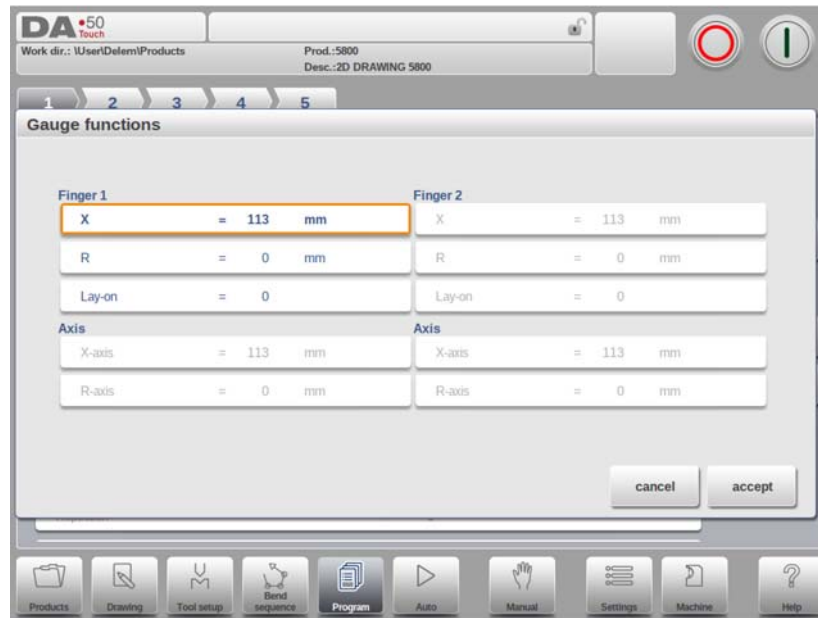 DA•50
Touch
Work dir.: \User\Delem\Products
Prod.:5800
Desc.:2D DRAWING 5800
1 2 3 4 5
Gauge functions
Finger 1 Finger 2
X = 113 mm X = 113 mm
R = 0 mm R = 0 mm
Lay-on = 0 Lay-on = 0
Axis Axis
X-axis = 113 mm X-axis = 113 mm
R-axis = 0 mm R-axis = 0 mm
cancel accept
Products Drawing Tool setup Bend sequence Program Auto Manual Settings Machine Help